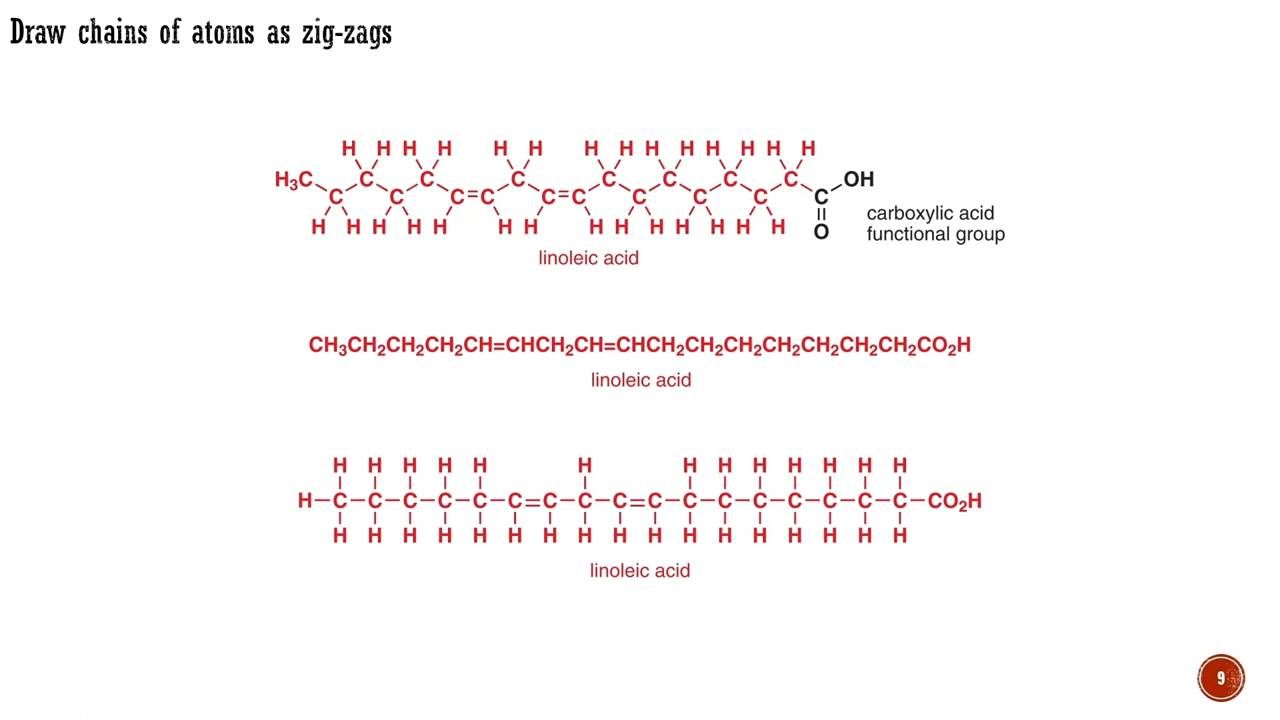 Draw chains of atoms as zig-zags
H H H H H H H H H H H H H H
H₃C C C C C C C C OH
C C C=C C=C C C C C
carboxylic acid
H H H H H H H H H H H H H H O
functional group
linoleic acid
CH₃CH₂CH₂CH₂CH=CHCH₂CH=CHCH₂CH₂CH₂CH₂CH₂CH₂CH₂CO₂H
linoleic acid
H H H H H H H H H H H H H
H–C–C–C–C–C–C=C–C–C=C–C–C–C–C–C–C–C–CO₂H
H H H H H H H H H H H H H H H H H
linoleic acid
9